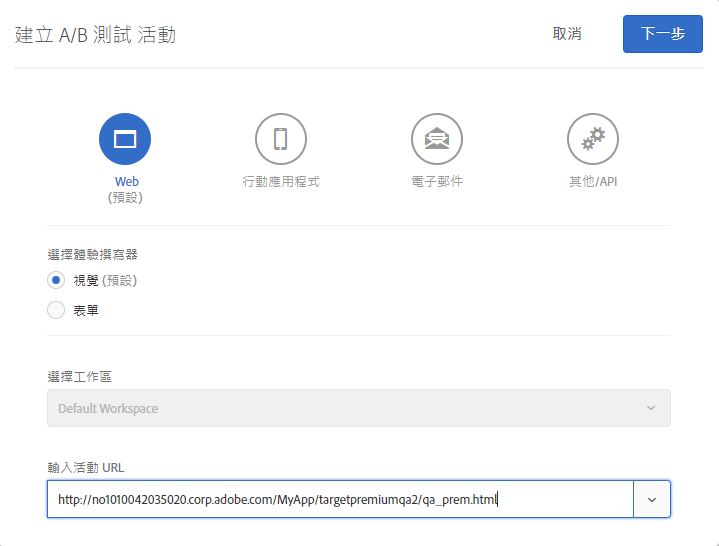 建立 A/B 測試 活動 取消 下一步
Web 行動應用程式 電子郵件 其他/API
(預設)
選擇體驗撰寫器
視覺 (預設)
表單
選擇工作區
Default Workspace
輸入活動 URL
http://no1010042035020.corp.adobe.com/MyApp/targetpremiumqa2/qa_prem.html